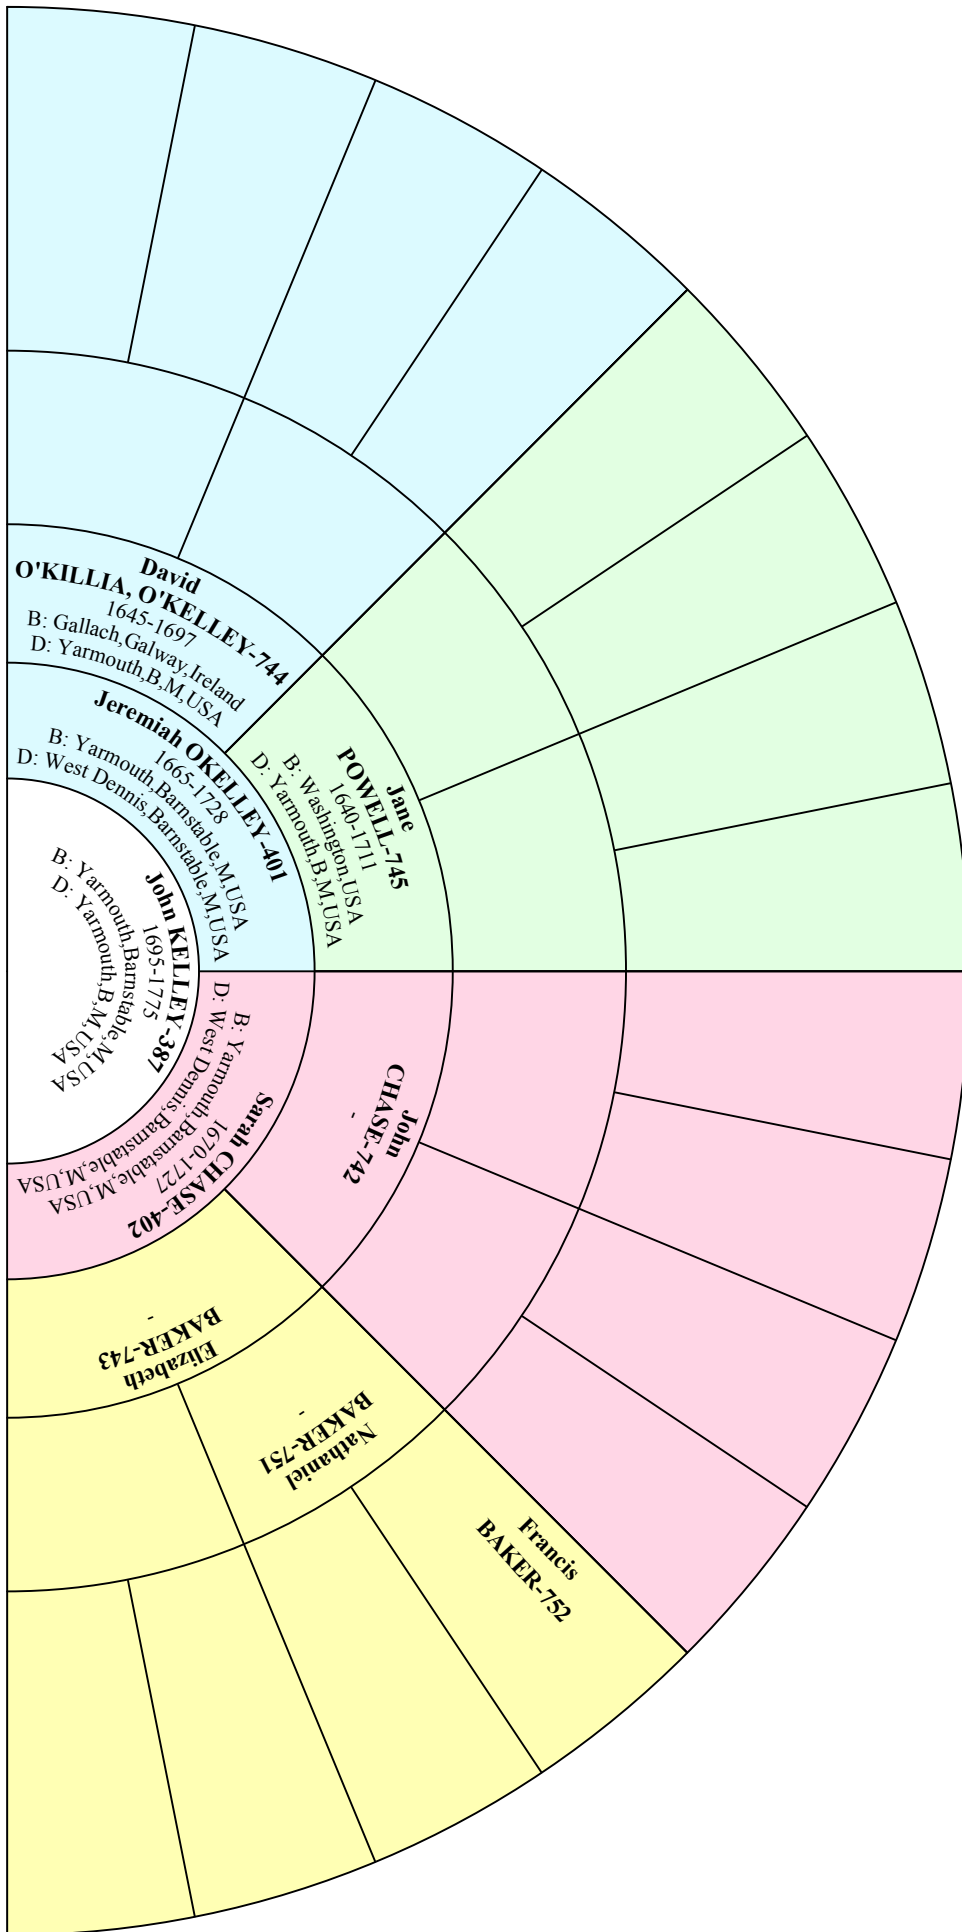 David
O'KILLIA, O'KELLEY-744
1645-1697
B: Gallach,Galway,Ireland
D: Yarmouth,B,M,USA
Jeremiah OKELLEY-401
1665-1728
B: Yarmouth,Barnstable,M,USA
D: West Dennis,Barnstable,M,USA
Jane
POWELL-745
1640-1711
B: Washington,USA
D: Yarmouth,B,M,USA
John KELLEY-387
1695-1775
B: Yarmouth,Barnstable,M,USA
D: Yarmouth,B,M,USA
Sarah CHASE-402
1670-1727
B: Yarmouth,Barnstable,M,USA
D: West Dennis,Barnstable,M,USA
John
CHASE-742
-
Elizabeth
BAKER-743
-
Nathaniel
BAKER-751
-
Francis
BAKER-752